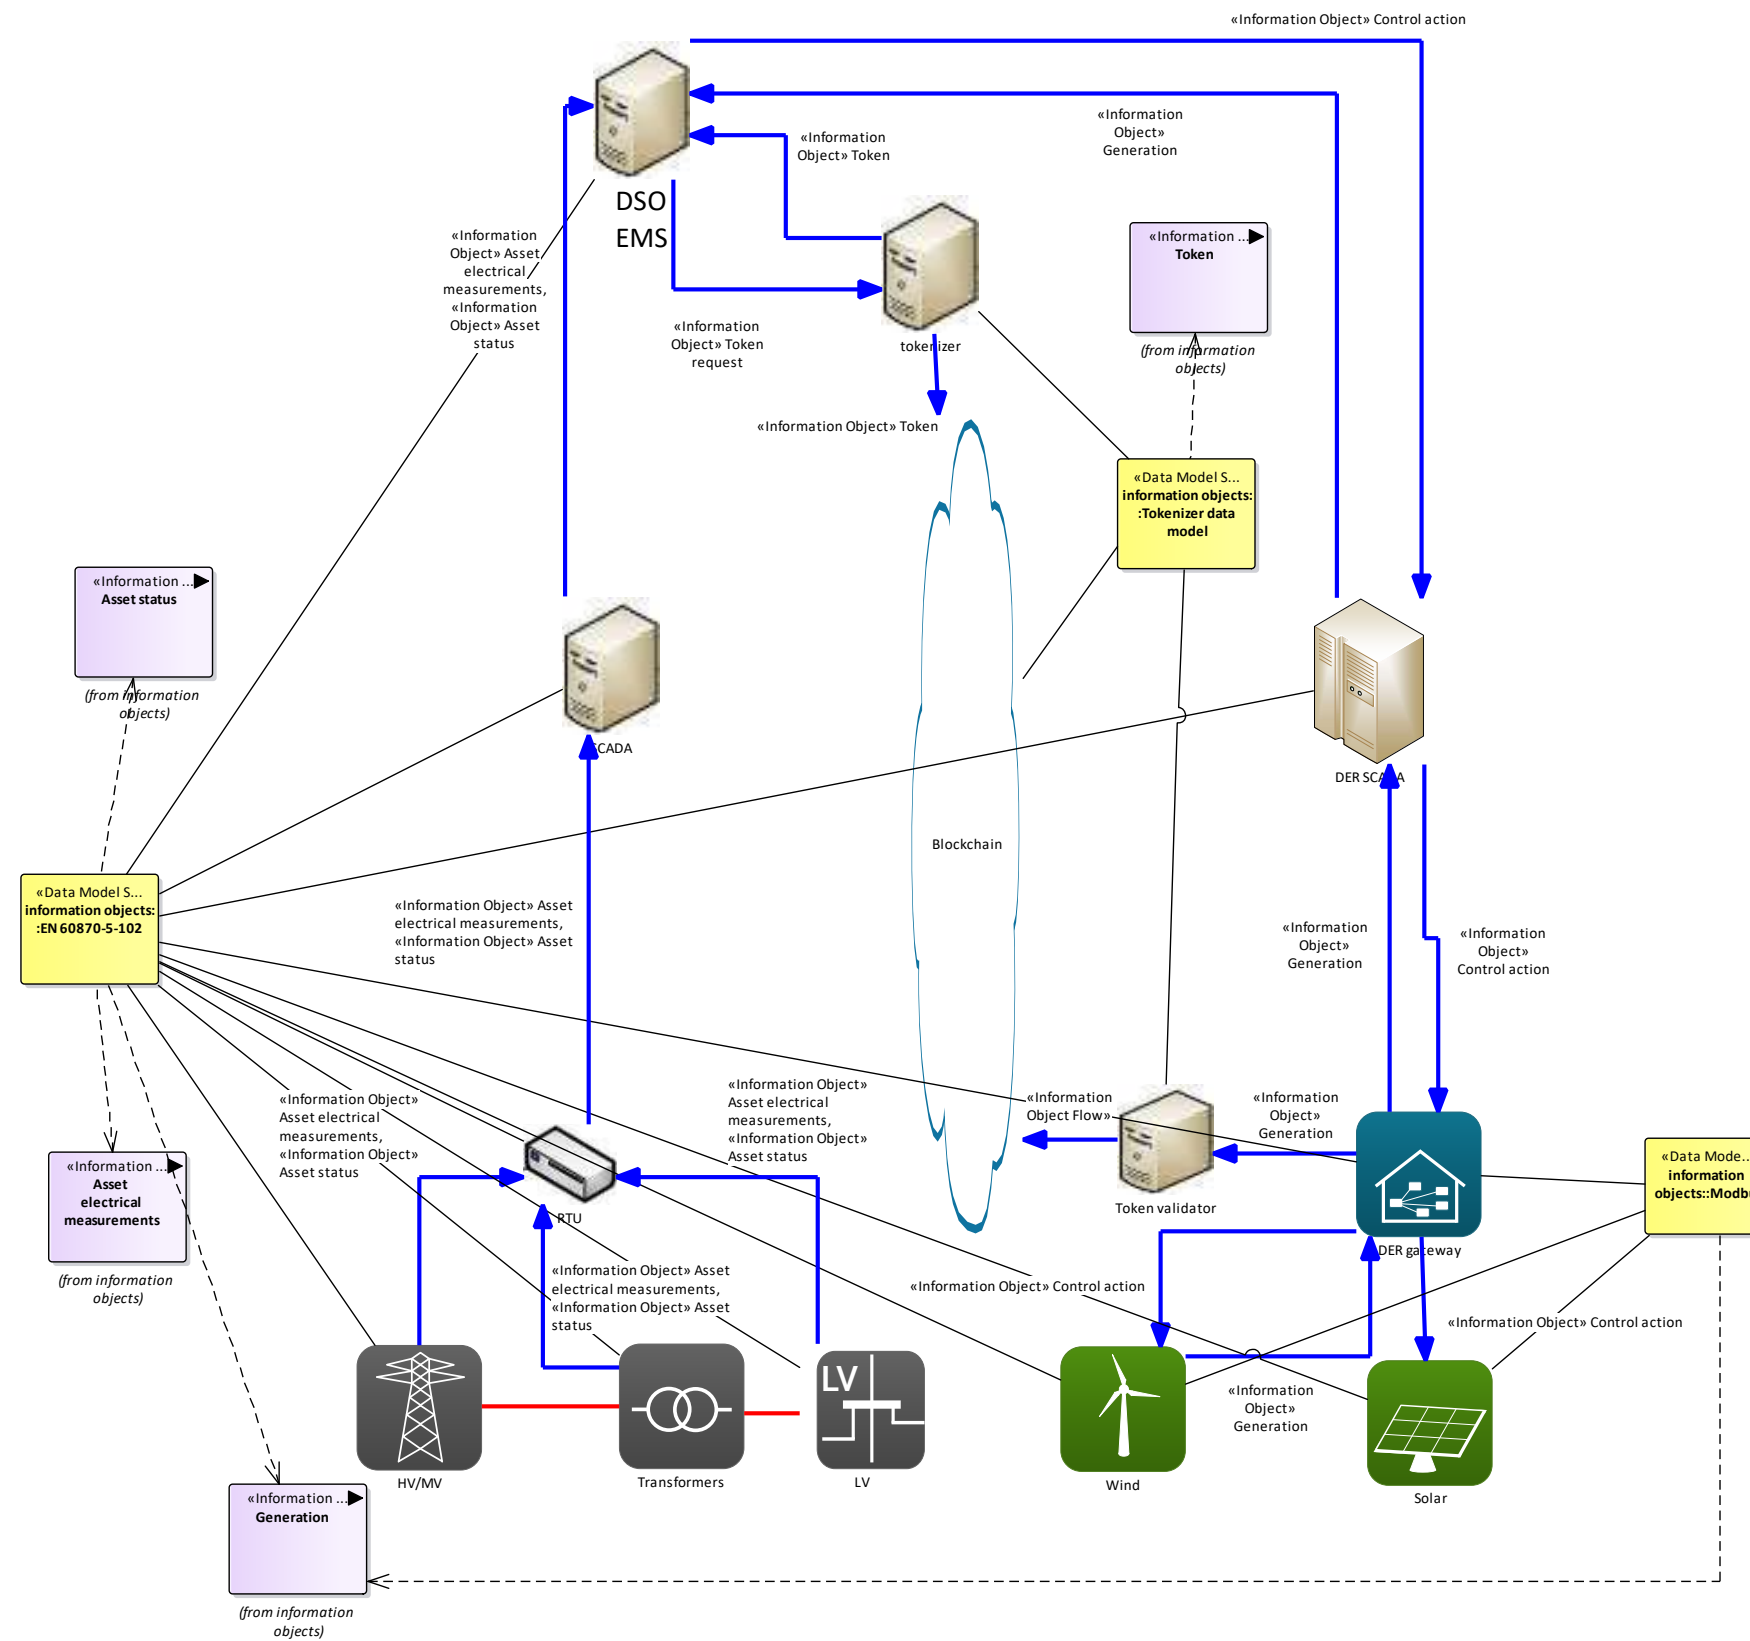 «Information Object» Control action
«Information
Object»
Generation
«Information
Object» Token
DSO
EMS
«Information
Object» Asset
electrical
measurements,
«Information
Object» Asset
status
«Information ...
Token
(from information
objects)
«Information
Object» Token
request
tokenizer
«Information Object» Token
«Data Model S...
information objects:
:Tokenizer data
model
«Information ...
Asset status
(from information
objects)
SCADA
DER SCADA
Blockchain
«Data Model S...
information objects:
:EN 60870-5-102
«Information Object» Asset
electrical measurements,
«Information Object» Asset
status
«Information
Object»
Generation
«Information
Object»
Control action
«Information Object»
Asset electrical
measurements,
«Information Object»
Asset status
«Information Object»
Asset electrical
measurements,
«Information Object»
Asset status
«Information
Object Flow»
«Information
Object»
Generation
«Information ...
Asset
electrical
measurements
(from information
objects)
RTU
Token validator
DER gateway
«Data Mode...
information
objects::Modb
«Information Object» Asset
electrical measurements,
«Information Object» Asset
status
«Information Object» Control action
«Information Object» Control action
«Information
Object»
Generation
LV
HV/MV
Transformers
LV
Wind
Solar
«Information ...
Generation
(from information
objects)